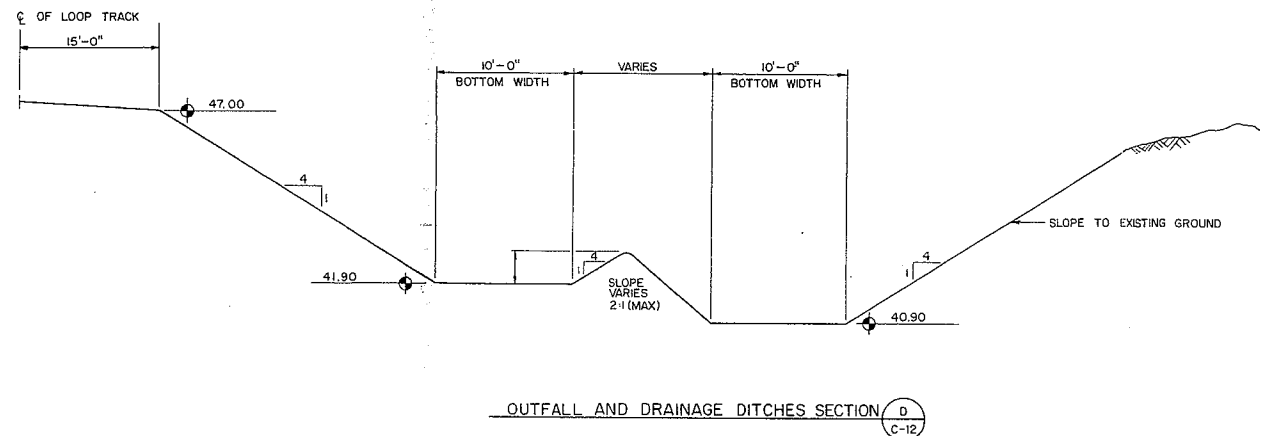 ℄ OF LOOP TRACK
15'-0"
47.00
10'-0"
BOTTOM WIDTH
VARIES
10'-0"
BOTTOM WIDTH
4
1
41.90
4
1
SLOPE
VARIES
2:1 (MAX)
4
1
SLOPE TO EXISTING GROUND
40.90
OUTFALL AND DRAINAGE DITCHES SECTION
D
C-12